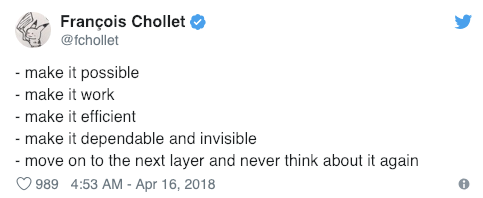 François Chollet
@fchollet
- make it possible
- make it work
- make it efficient
- make it dependable and invisible
- move on to the next layer and never think about it again
989 4:53 AM - Apr 16, 2018